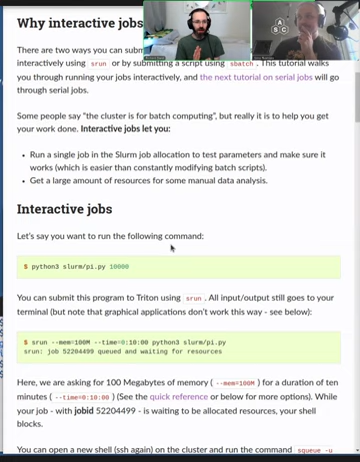 Why interactive jobs
There are two ways you can subm
interactively using srun or by submitting a script using sbatch. This tutorial walks
you through running your jobs interactively, and the next tutorial on serial jobs will go
through serial jobs.
Some people say "the cluster is for batch computing", but really it is to help you get
your work done. Interactive jobs let you:
• Run a single job in the Slurm job allocation to test parameters and make sure it
works (which is easier than constantly modifying batch scripts).
• Get a large amount of resources for some manual data analysis.
Interactive jobs
Let's say you want to run the following command:
$ python3 slurm/pi.py 10000
You can submit this program to Triton using srun. All input/output still goes to your
terminal (but note that graphical applications don't work this way - see below):
$ srun --mem=100M --time=0:10:00 python3 slurm/pi.py
srun: job 52204499 queued and waiting for resources
Here, we are asking for 100 Megabytes of memory (--mem=100M) for a duration of ten
minutes (--time=0:10:00) (See the quick reference or below for more options). While
your job - with jobid 52204499 - is waiting to be allocated resources, your shell
blocks.
You can open a new shell (ssh again) on the cluster and run the command squeue -u